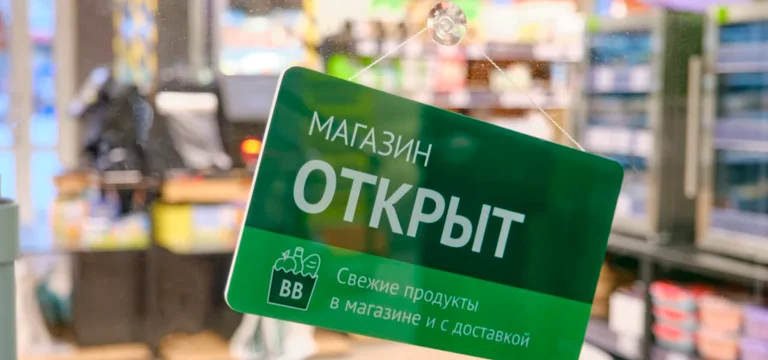 МАГАЗИН
ОТКРЫТ
ВВ
Свежие продукты
в магазине и с доставкой